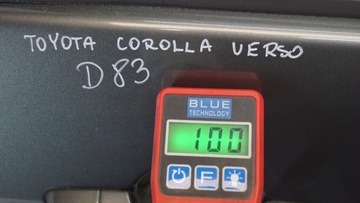 TOYOTA COROLLA VERSO
D83
BLUE
TECHNOLOGY
100
F